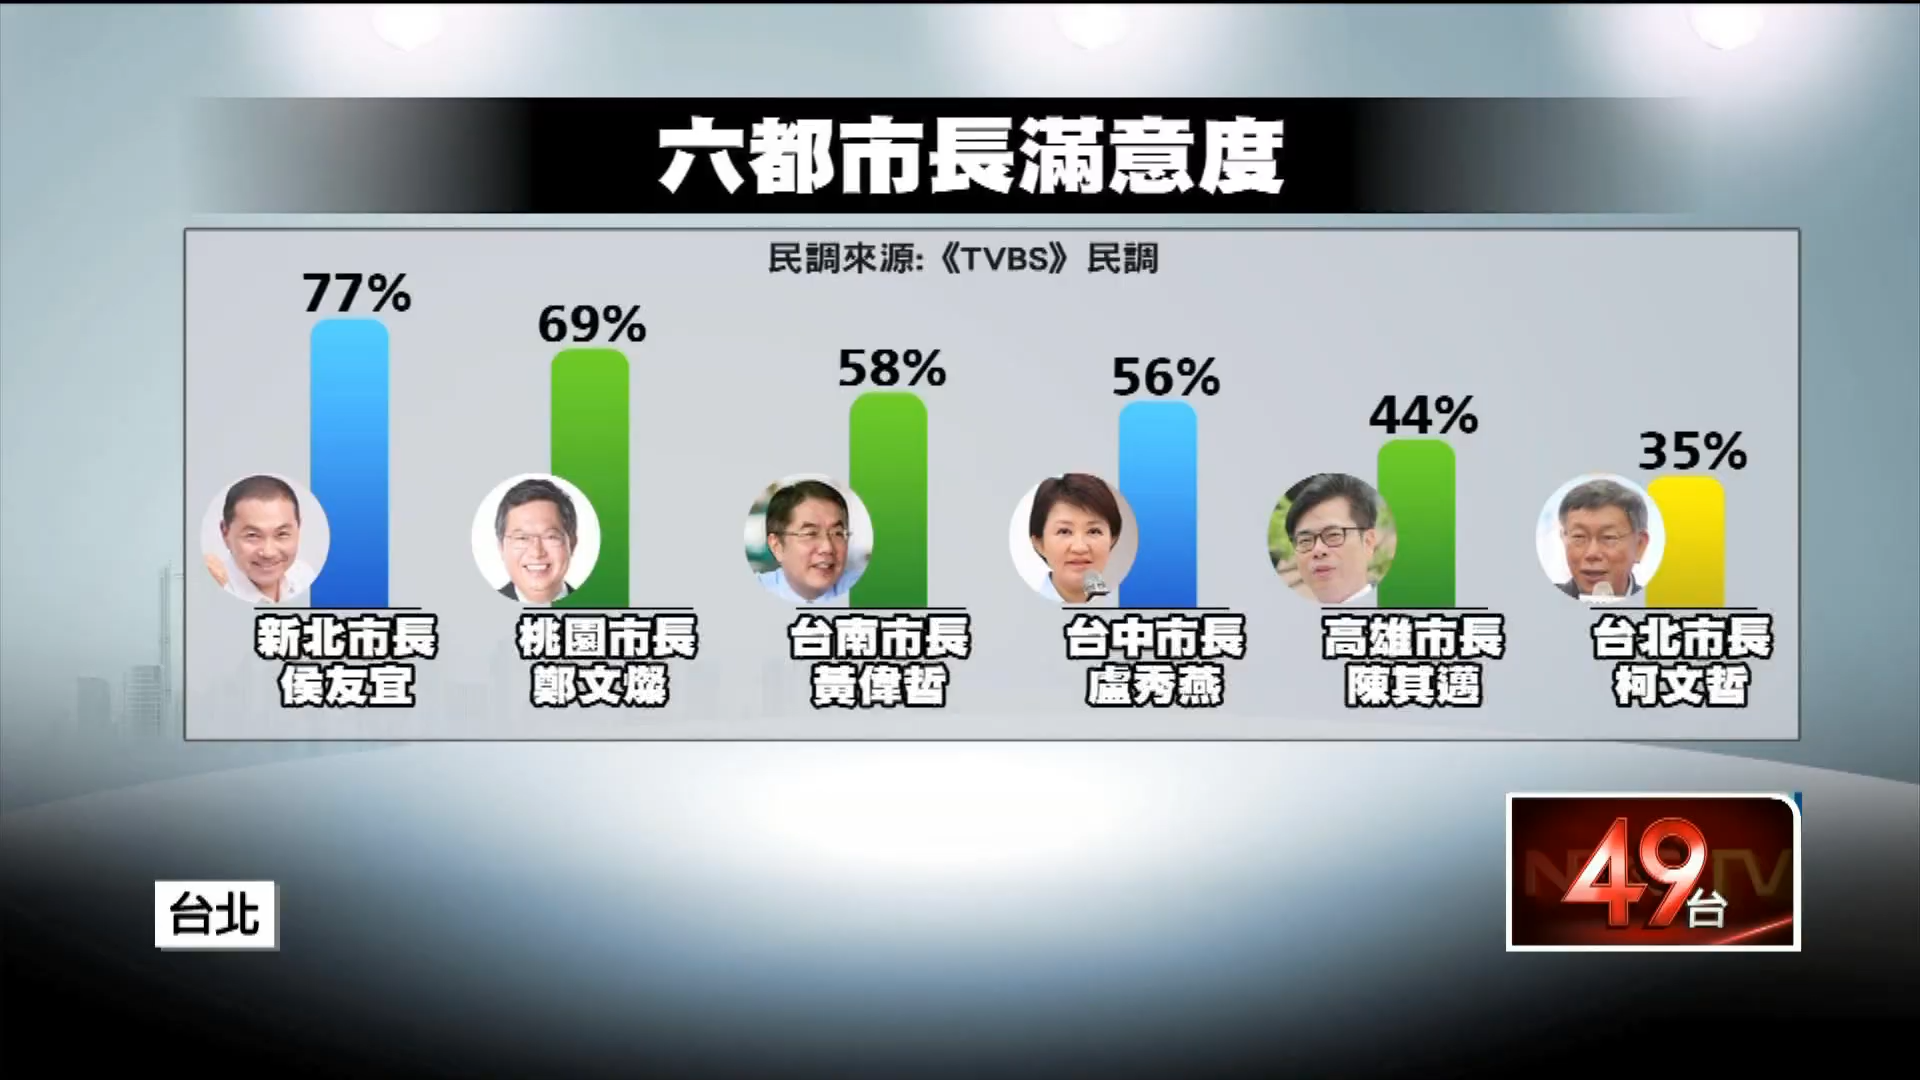 六都市長滿意度
民調來源:《TVBS》民調
77%
69%
58%
56%
44%
35%
新北市長
侯友宜
桃園市長
鄭文燦
台南市長
黃偉哲
台中市長
盧秀燕
高雄市長
陳其邁
台北市長
柯文哲
台北
49台